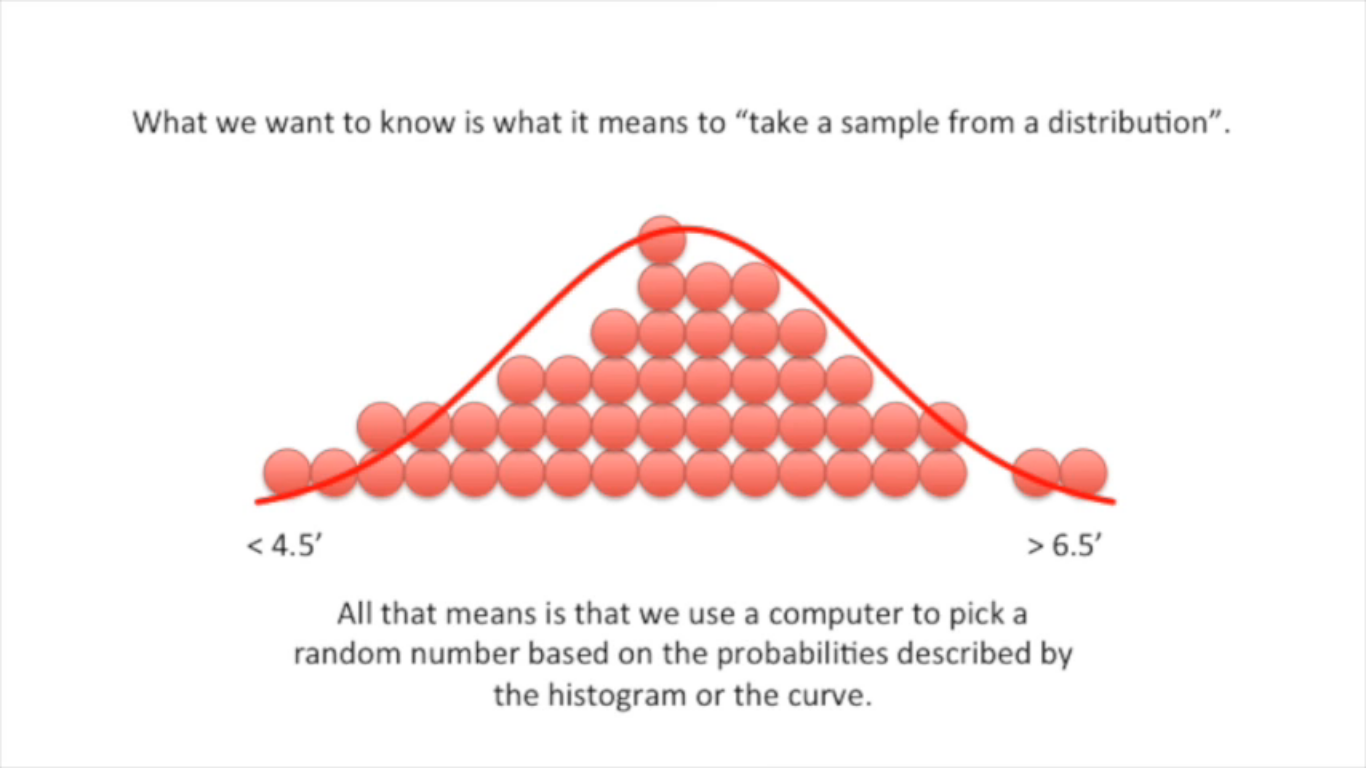 What we want to know is what it means to “take a sample from a distribution”.
< 4.5′
> 6.5′
All that means is that we use a computer to pick a
random number based on the probabilities described by
the histogram or the curve.